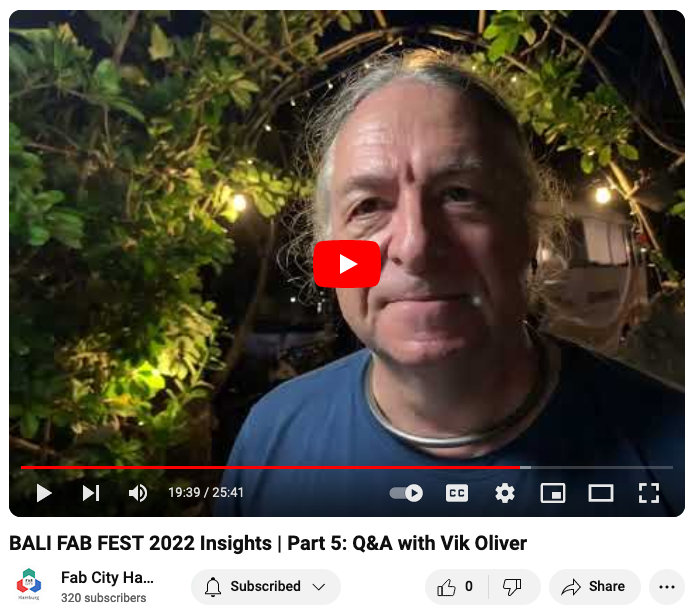 CC
19:39 / 25:41
BALI FAB FEST 2022 Insights | Part 5: Q&A with Vik Oliver
Fab City Ha...
320 subscribers
Subscribed
0
Share